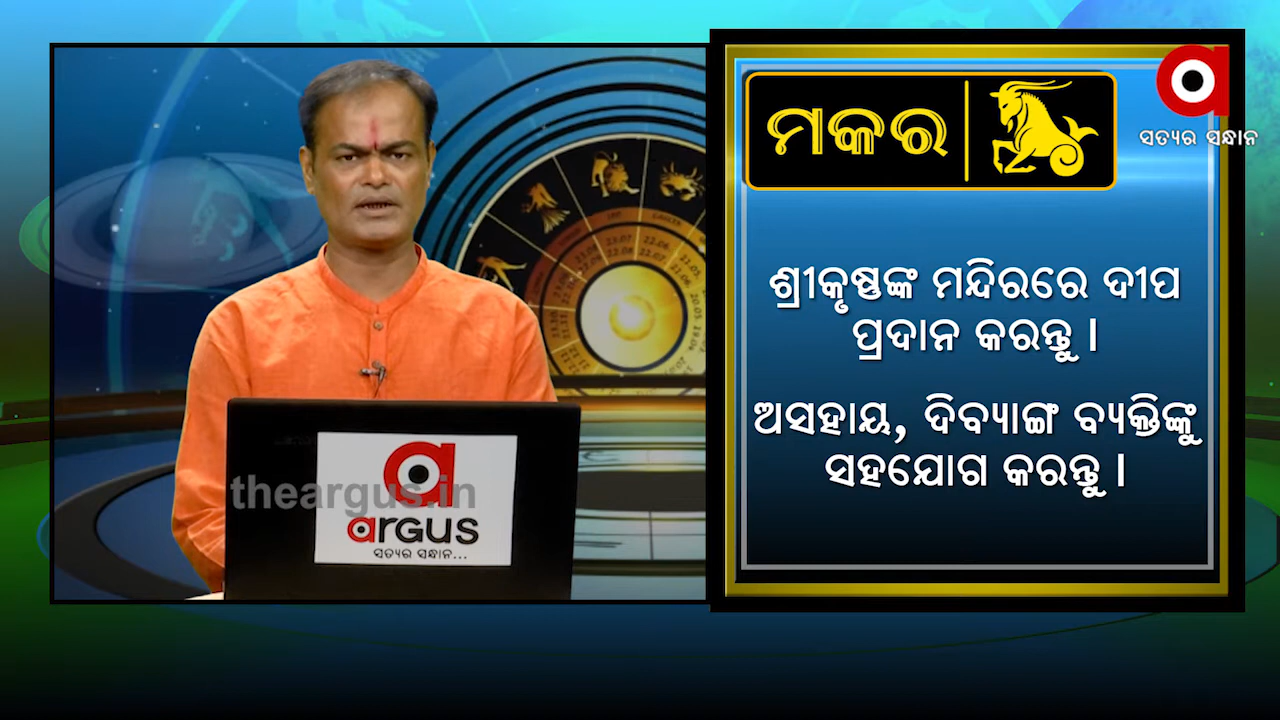 ମକର
ସତ୍ୟର ସନ୍ଧାନ
ଶ୍ରୀକୃଷ୍ଣଙ୍କ ମନ୍ଦିରରେ ଦୀପ
ପ୍ରଦାନ କରନ୍ତୁ ।
ଅସହାୟ, ଦିବ୍ୟାଙ୍ଗ ବ୍ୟକ୍ତିଙ୍କୁ
ସହଯୋଗ କରନ୍ତୁ ।
theargus.in
argus
ସତ୍ୟର ସନ୍ଧାନ...